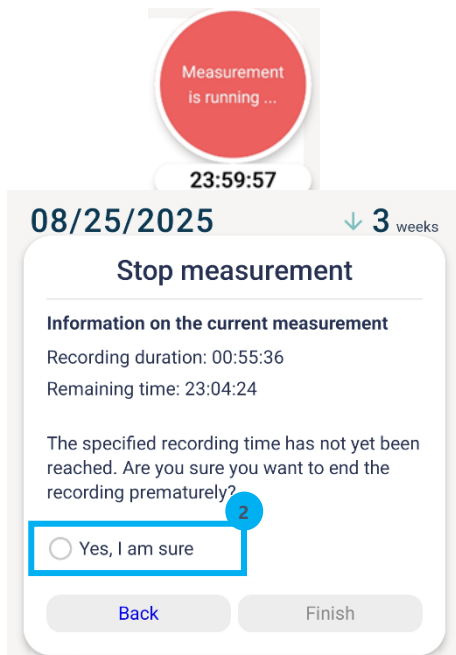 Measurement
is running ...
23:59:57
08/25/2025 3 weeks
Stop measurement
Information on the current measurement
Recording duration: 00:55:36
Remaining time: 23:04:24
The specified recording time has not yet been
reached. Are you sure you want to end the
recording prematurely?
2
Yes, I am sure
Back Finish